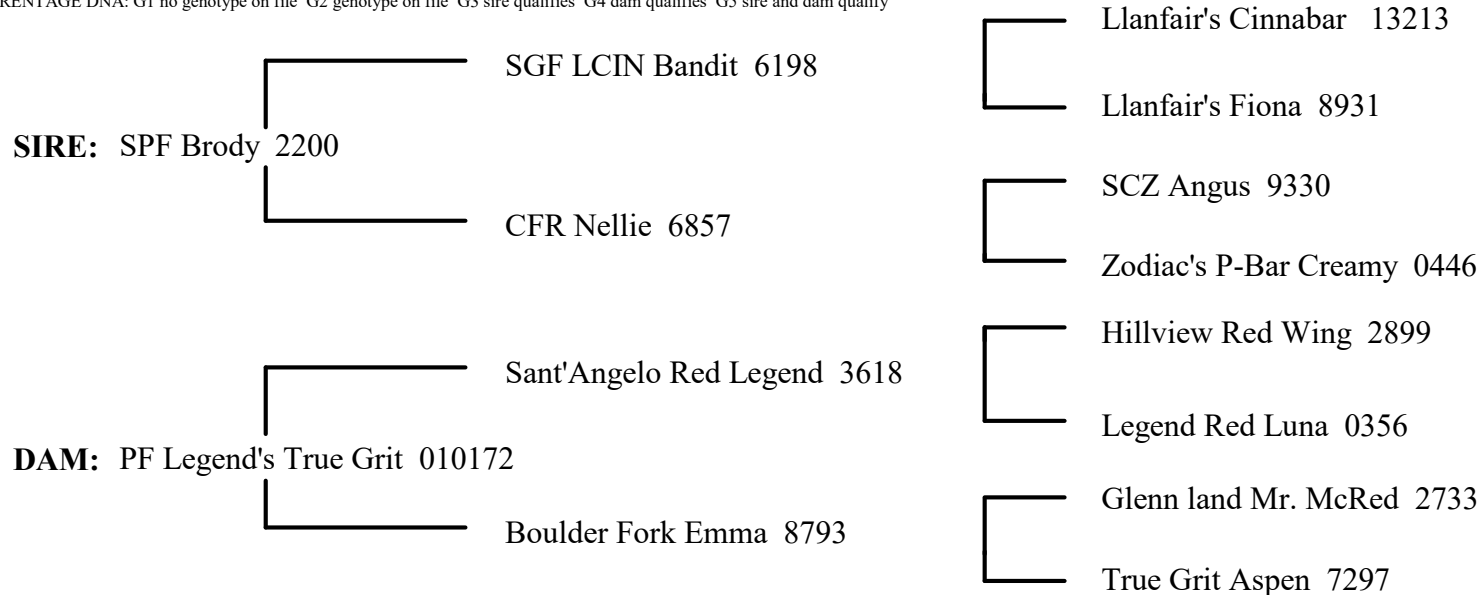 RENTAGE DNA: G1 no genotype on file G2 genotype on file G3 sire qualifies G4 dam qualifies G5 sire and dam qualify
Llanfair's Cinnabar 13213
SGF LCIN Bandit 6198
Llanfair's Fiona 8931
SIRE: SPF Brody 2200
SCZ Angus 9330
CFR Nellie 6857
Zodiac's P-Bar Creamy 0446
Hillview Red Wing 2899
Sant'Angelo Red Legend 3618
Legend Red Luna 0356
DAM: PF Legend's True Grit 010172
Glenn land Mr. McRed 2733
Boulder Fork Emma 8793
True Grit Aspen 7297